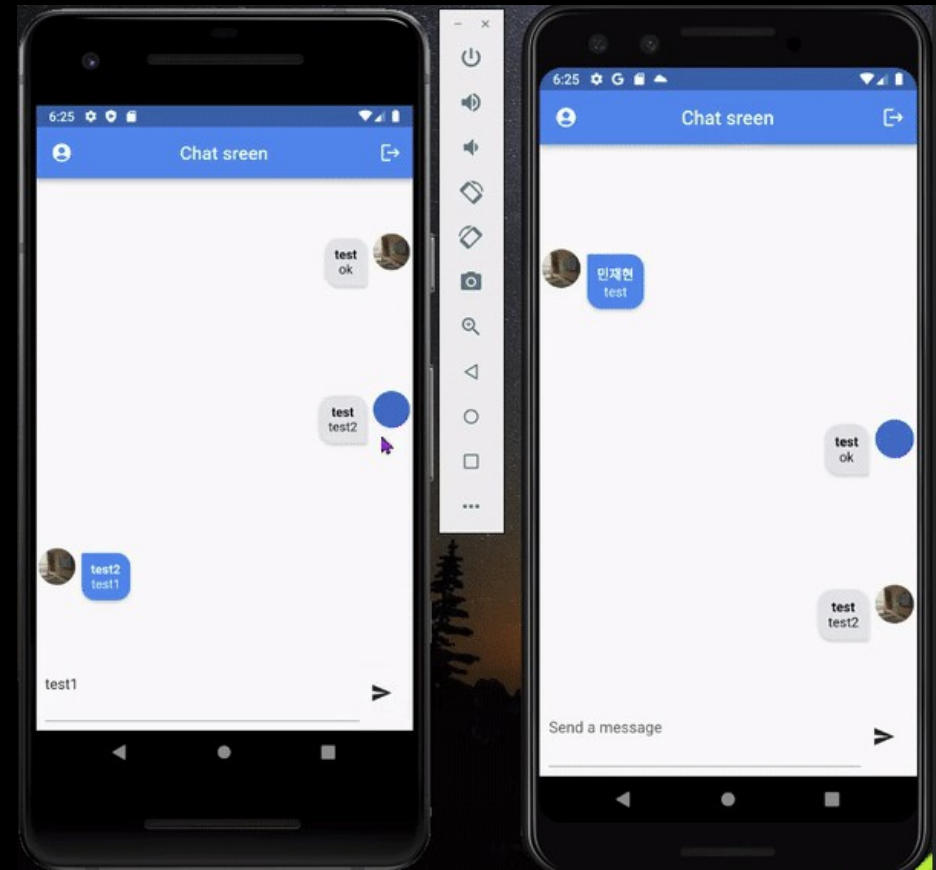 6:25
Chat sreen
test
ok
test
test2
test2
test1
test1
6:25 G
Chat sreen
민재현
test
test
ok
test
test2
Send a message